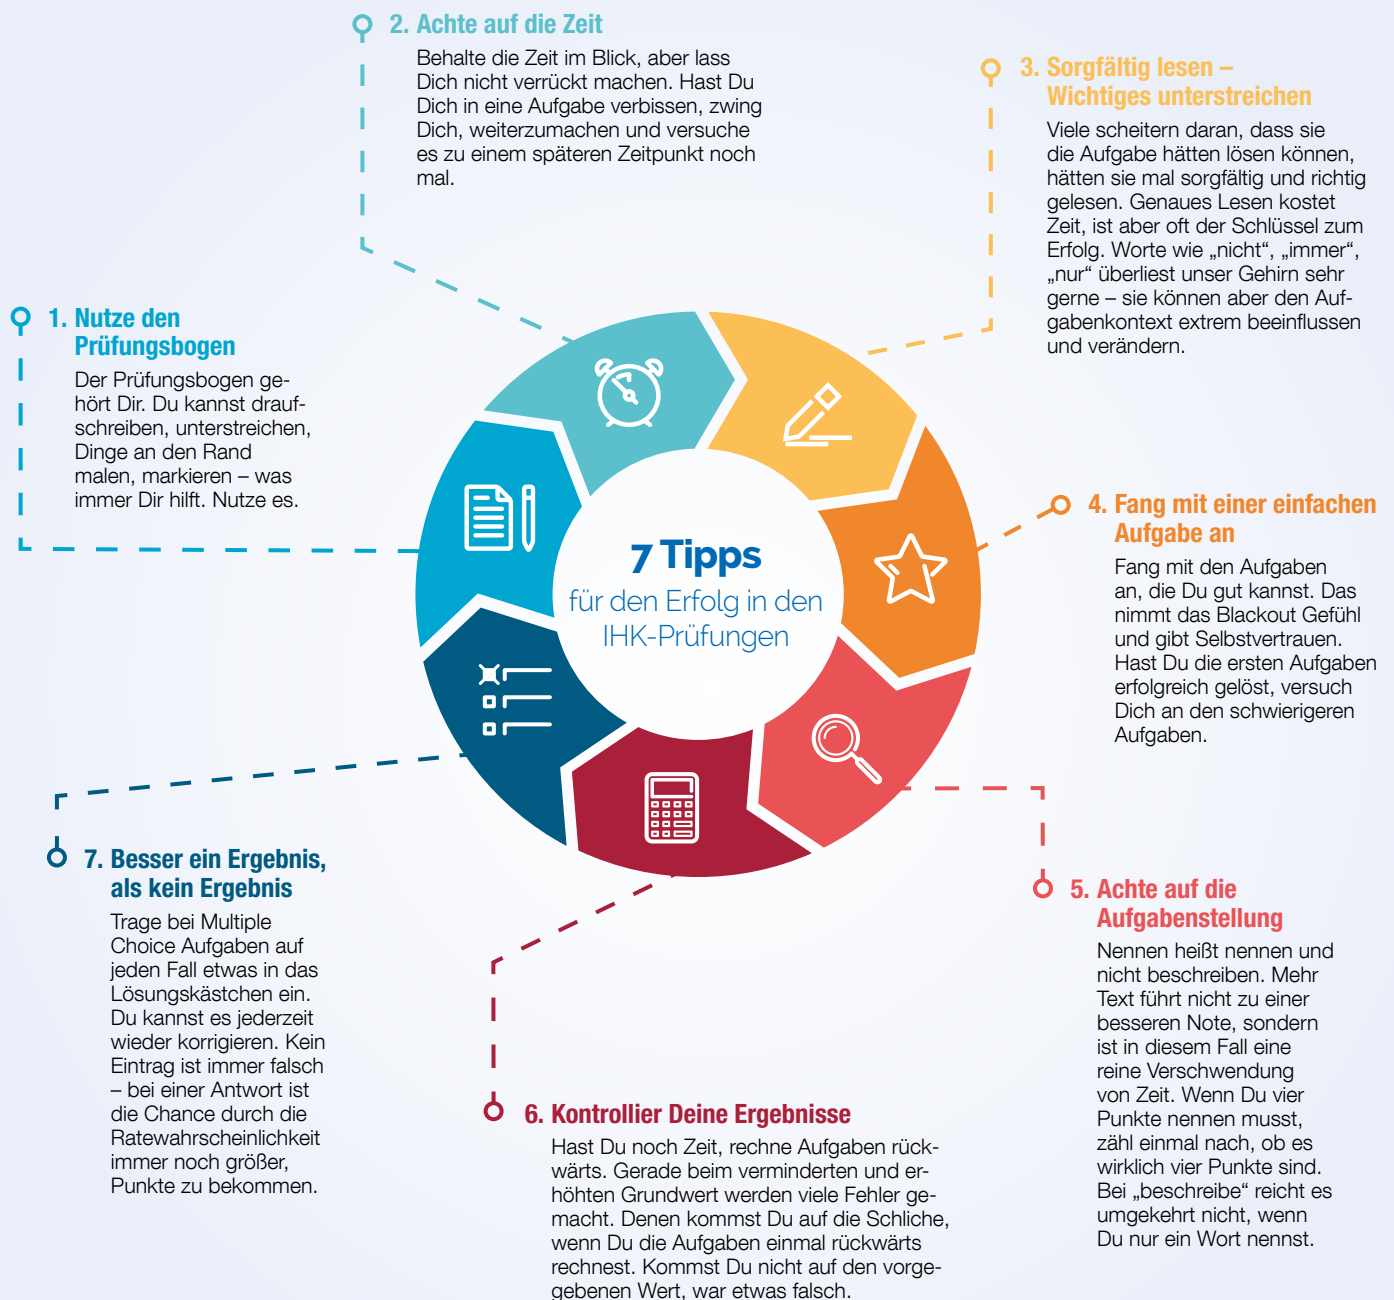 7 Tipps
für den Erfolg in den
IHK-Prüfungen
1. Nutze den
Prüfungsbogen
Der Prüfungsbogen ge-
hört Dir. Du kannst drauf-
schreiben, unterstreichen,
Dinge an den Rand
malen, markieren – was
immer Dir hilft. Nutze es.
2. Achte auf die Zeit
Behalte die Zeit im Blick, aber lass
Dich nicht verrückt machen. Hast Du
Dich in eine Aufgabe verbissen, zwing
Dich, weiterzumachen und versuche
es zu einem späteren Zeitpunkt noch
mal.
3. Sorgfältig lesen –
Wichtiges unterstreichen
Viele scheitern daran, dass sie
die Aufgabe hätten lösen können,
hätten sie mal sorgfältig und richtig
gelesen. Genaues Lesen kostet
Zeit, ist aber oft der Schlüssel zum
Erfolg. Worte wie „nicht“, „immer“,
„nur“ überliest unser Gehirn sehr
gerne – sie können aber den Auf-
gabenkontext extrem beeinflussen
und verändern.
4. Fang mit einer einfachen
Aufgabe an
Fang mit den Aufgaben
an, die Du gut kannst. Das
nimmt das Blackout Gefühl
und gibt Selbstvertrauen.
Hast Du die ersten Aufgaben
erfolgreich gelöst, versuch
Dich an den schwierigeren
Aufgaben.
5. Achte auf die
Aufgabenstellung
Nennen heißt nennen und
nicht beschreiben. Mehr
Text führt nicht zu einer
besseren Note, sondern
ist in diesem Fall eine
reine Verschwendung
von Zeit. Wenn Du vier
Punkte nennen musst,
zähl einmal nach, ob es
wirklich vier Punkte sind.
Bei „beschreibe“ reicht es
umgekehrt nicht, wenn
Du nur ein Wort nennst.
6. Kontrollier Deine Ergebnisse
Hast Du noch Zeit, rechne Aufgaben rück-
wärts. Gerade beim verminderten und er-
höhten Grundwert werden viele Fehler ge-
macht. Denen kommst Du auf die Schliche,
wenn Du die Aufgaben einmal rückwärts
rechnest. Kommst Du nicht auf den vorge-
gebenen Wert, war etwas falsch.
7. Besser ein Ergebnis,
als kein Ergebnis
Trage bei Multiple
Choice Aufgaben auf
jeden Fall etwas in das
Lösungskästchen ein.
Du kannst es jederzeit
wieder korrigieren. Kein
Eintrag ist immer falsch
– bei einer Antwort ist
die Chance durch die
Ratewahrscheinlichkeit
immer noch größer,
Punkte zu bekommen.